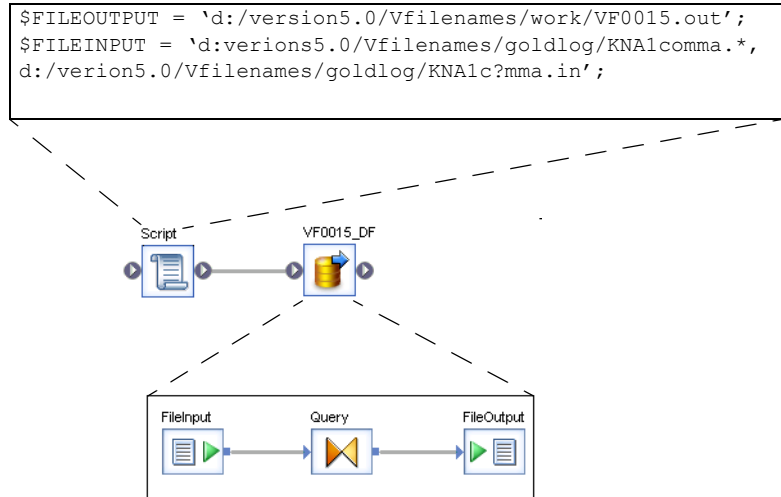 $FILEOUTPUT = ‘d:/version5.0/Vfilenames/work/VF0015.out’;
$FILEINPUT = ‘d:verions5.0/Vfilenames/goldlog/KNA1comma.*,
d:/verion5.0/Vfilenames/goldlog/KNA1c?mma.in’;
Script
VF0015_DF
FileInput
Query
FileOutput